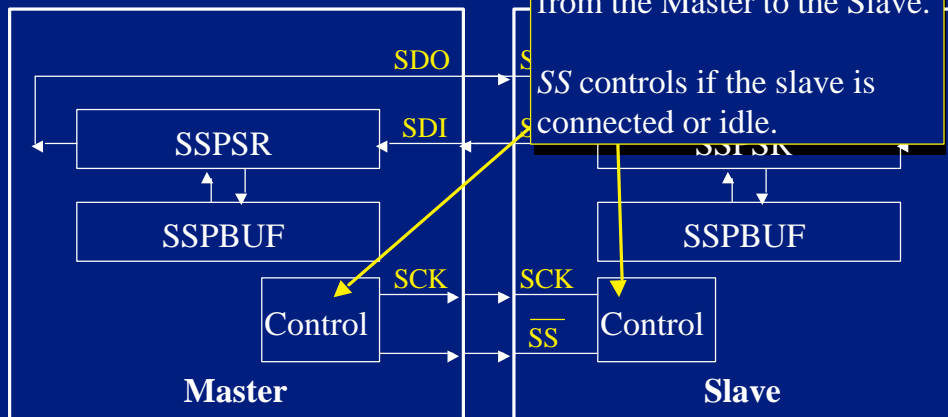 from the Master to the Slave.
SS controls if the slave is
connected or idle.
SDO
SDI
SSPSR
SSPBUF
SSPBUF
SCK
SCK
Control
SS
Control
Master
Slave